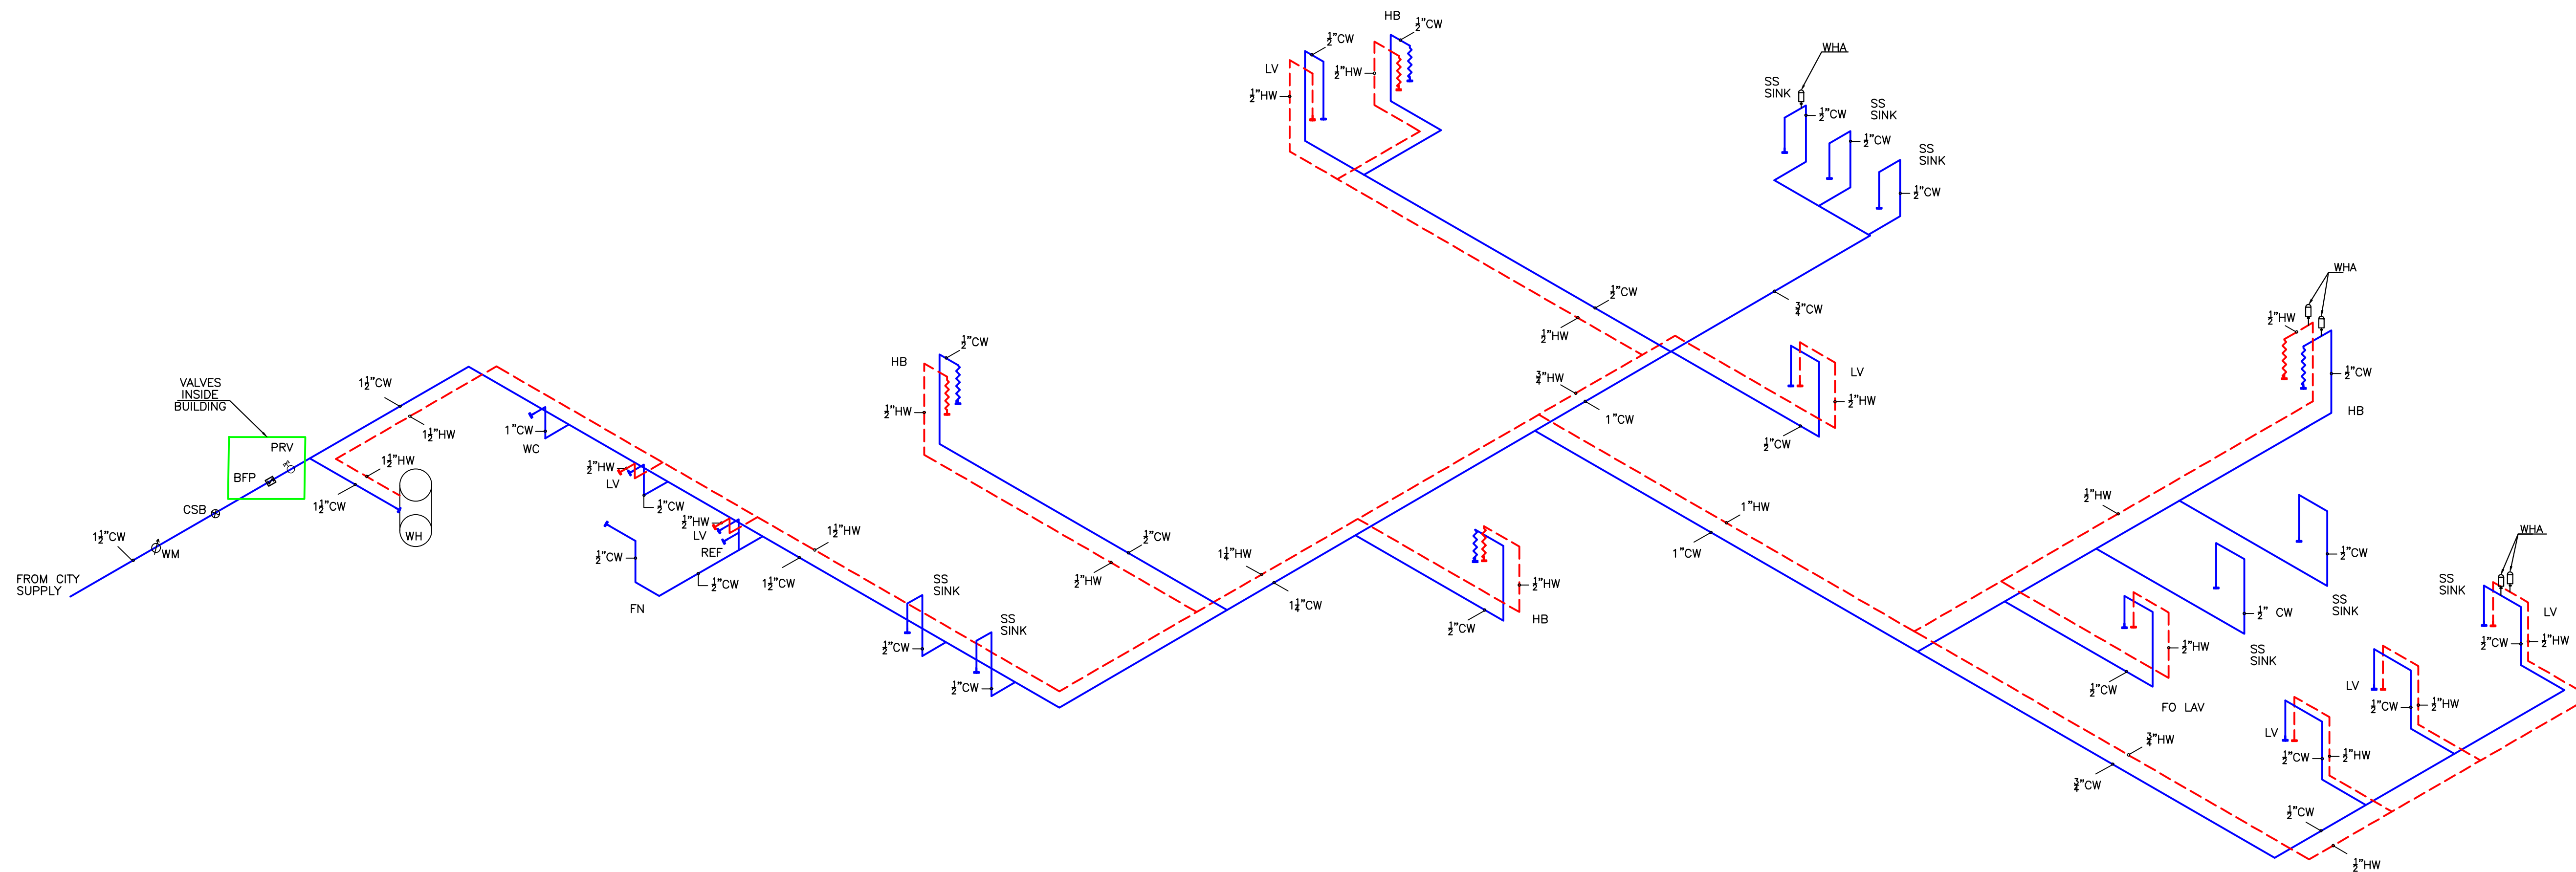 HB
½"CW
½"CW
LV
½"HW
½"HW
WHA
SS
SINK
½"CW
SS
SINK
½"CW
SS
SINK
½"CW
½"CW
½"HW
¾"CW
WHA
½"HW
½"CW
HB
HB
½"CW
½"HW
¾"HW
1"CW
LV
½"HW
½"CW
VALVES
INSIDE
BUILDING
PRV
BFP
CSB
1½"CW
WM
FROM CITY
SUPPLY
1½"CW
1½"HW
1½"HW
1½"CW
WH
1"CW
WC
½"HW
LV
½"CW
½"HW
LV
REF
½"CW
½"CW
FN
1½"HW
1½"CW
SS
SINK
½"CW
SS
SINK
½"CW
½"CW
½"HW
1¼"HW
1¼"CW
½"HW
½"CW
HB
1"HW
1"CW
½"HW
½"CW
SS
SINK
½" CW
SS
SINK
½"HW
½"CW
FO LAV
WHA
SS
SINK
LV
½"CW
½"HW
LV
½"CW
½"HW
LV
½"CW
½"HW
¾"HW
¾"CW
½"CW
½"HW